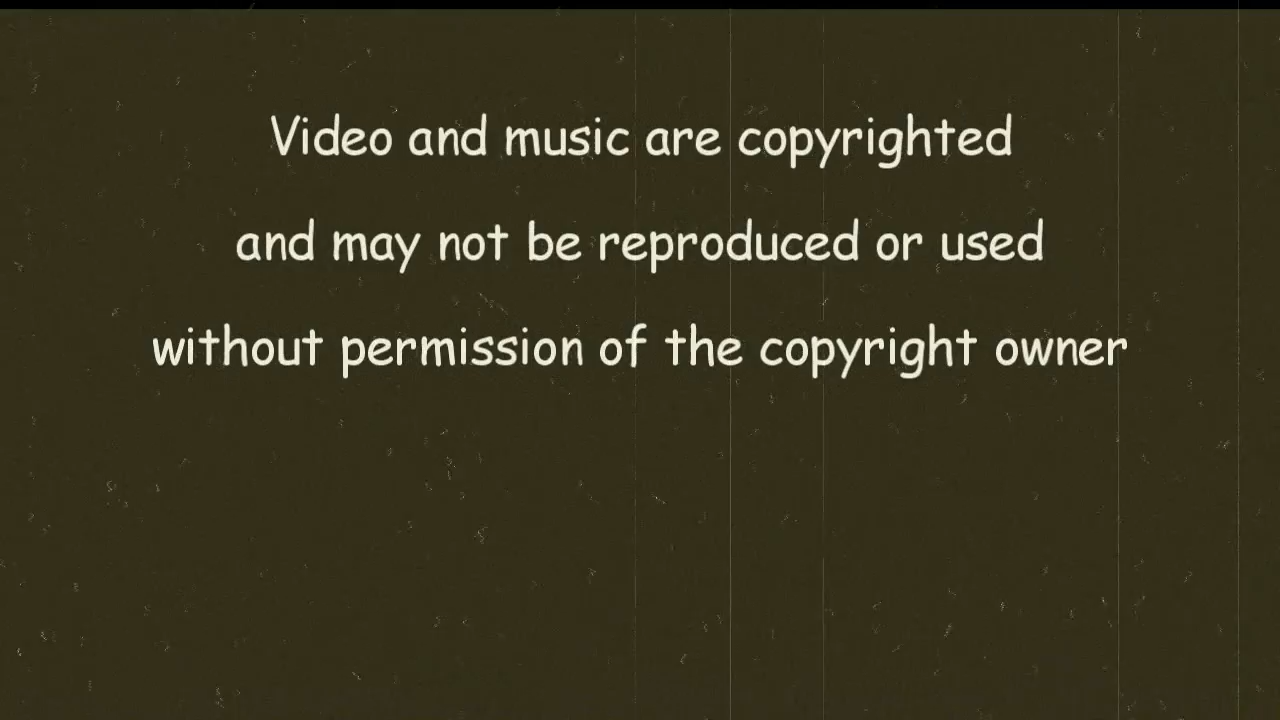 Video and music are copyrighted
and may not be reproduced or used
without permission of the copyright owner